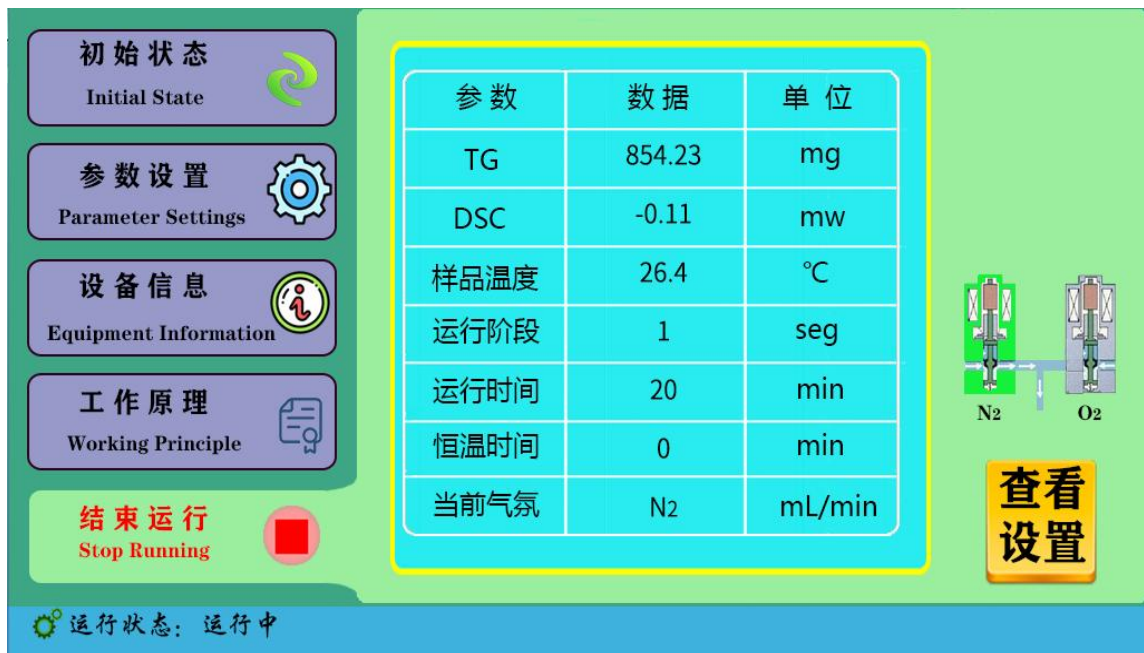 初始状态
Initial State
参数设置
Parameter Settings
设备信息
Equipment Information
工作原理
Working Principle
结束运行
Stop Running
参数 数据 单位
TG 854.23 mg
DSC -0.11 mw
样品温度 26.4 ℃
运行阶段 1 seg
运行时间 20 min
恒温时间 0 min
当前气氛 N2 mL/min
N2 O2
查看
设置
运行状态：运行中